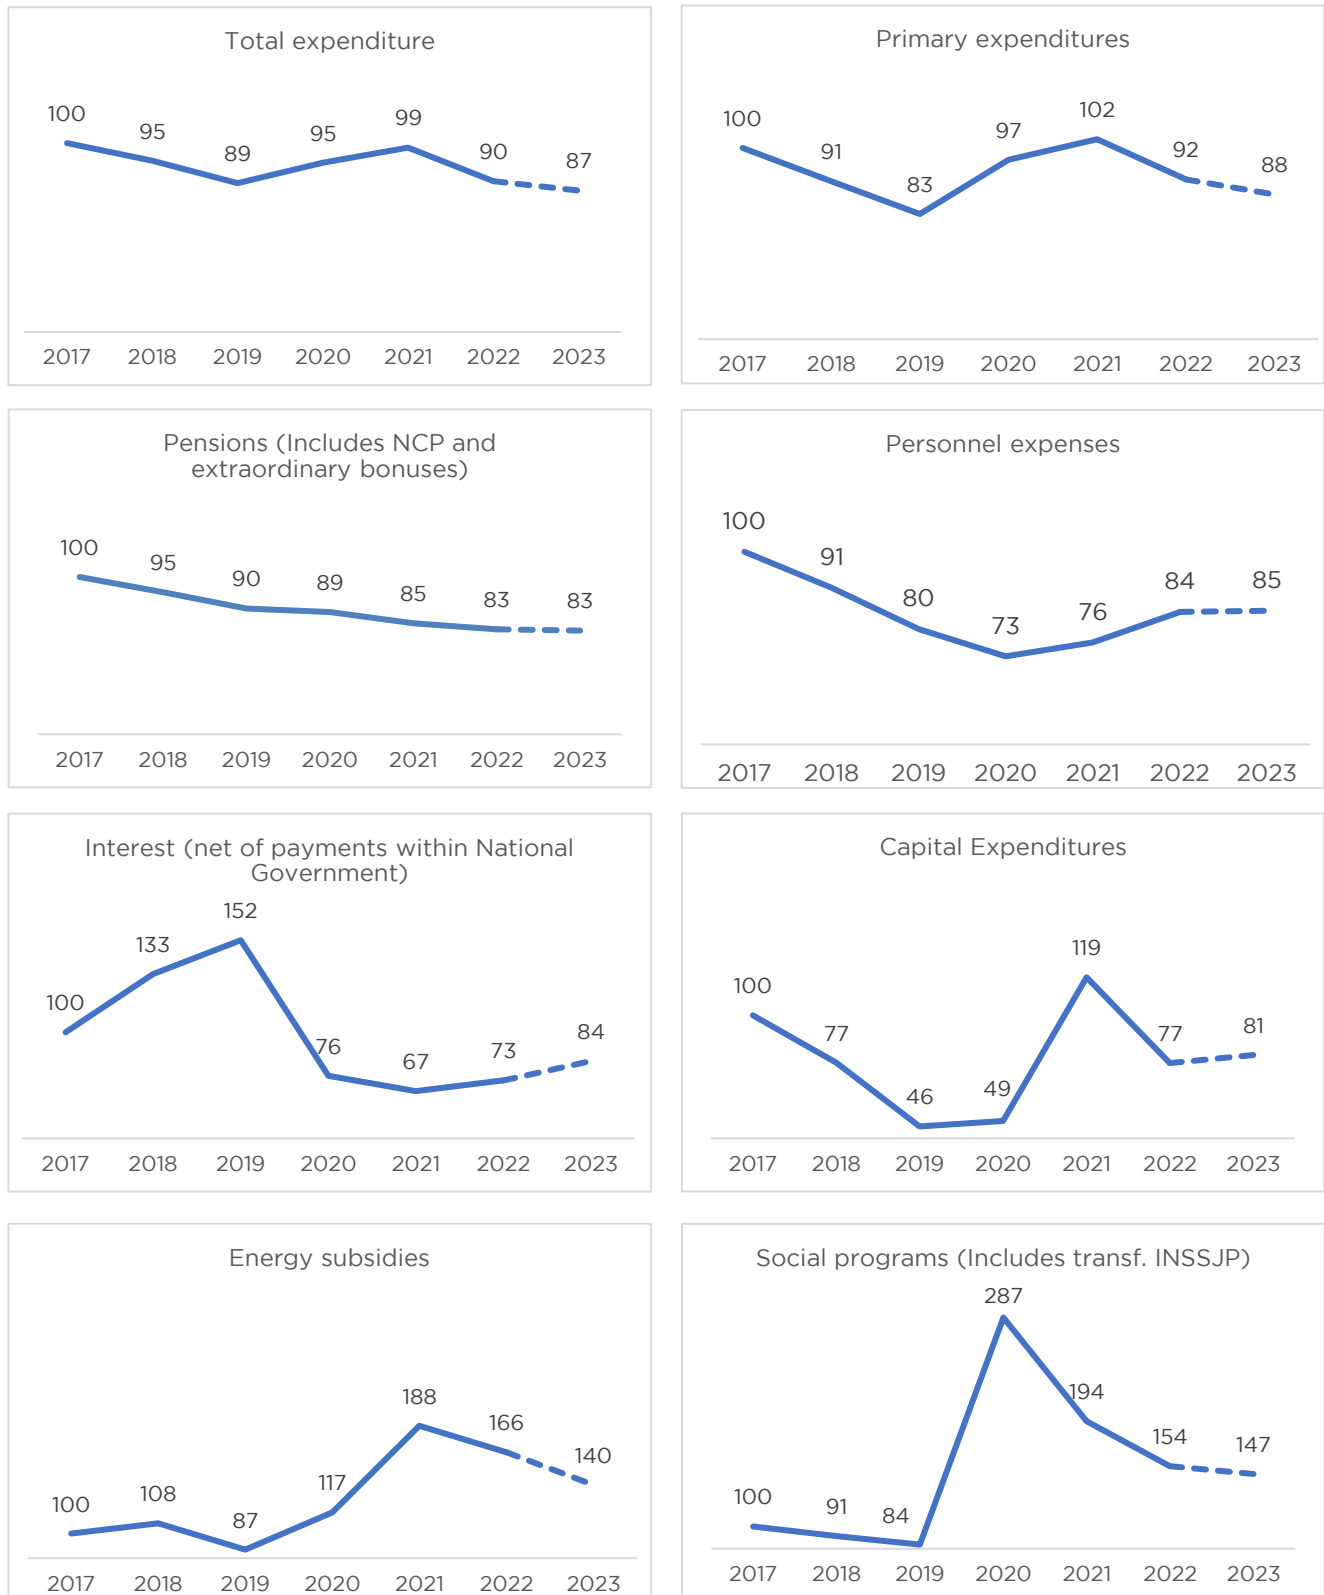 Total expenditure
100 95 89 95 99 90 87
2017 2018 2019 2020 2021 2022 2023
Primary expenditures
100 91 83 97 102 92 88
2017 2018 2019 2020 2021 2022 2023
Pensions (Includes NCP and
extraordinary bonuses)
100 95 90 89 85 83 83
2017 2018 2019 2020 2021 2022 2023
Personnel expenses
100 91 80 73 76 84 85
2017 2018 2019 2020 2021 2022 2023
Interest (net of payments within National
Government)
100 133 152 76 67 73 84
2017 2018 2019 2020 2021 2022 2023
Capital Expenditures
100 77 46 49 119 77 81
2017 2018 2019 2020 2021 2022 2023
Energy subsidies
100 108 87 117 188 166 140
2017 2018 2019 2020 2021 2022 2023
Social programs (Includes transf. INSSJP)
100 91 84 287 194 154 147
2017 2018 2019 2020 2021 2022 2023